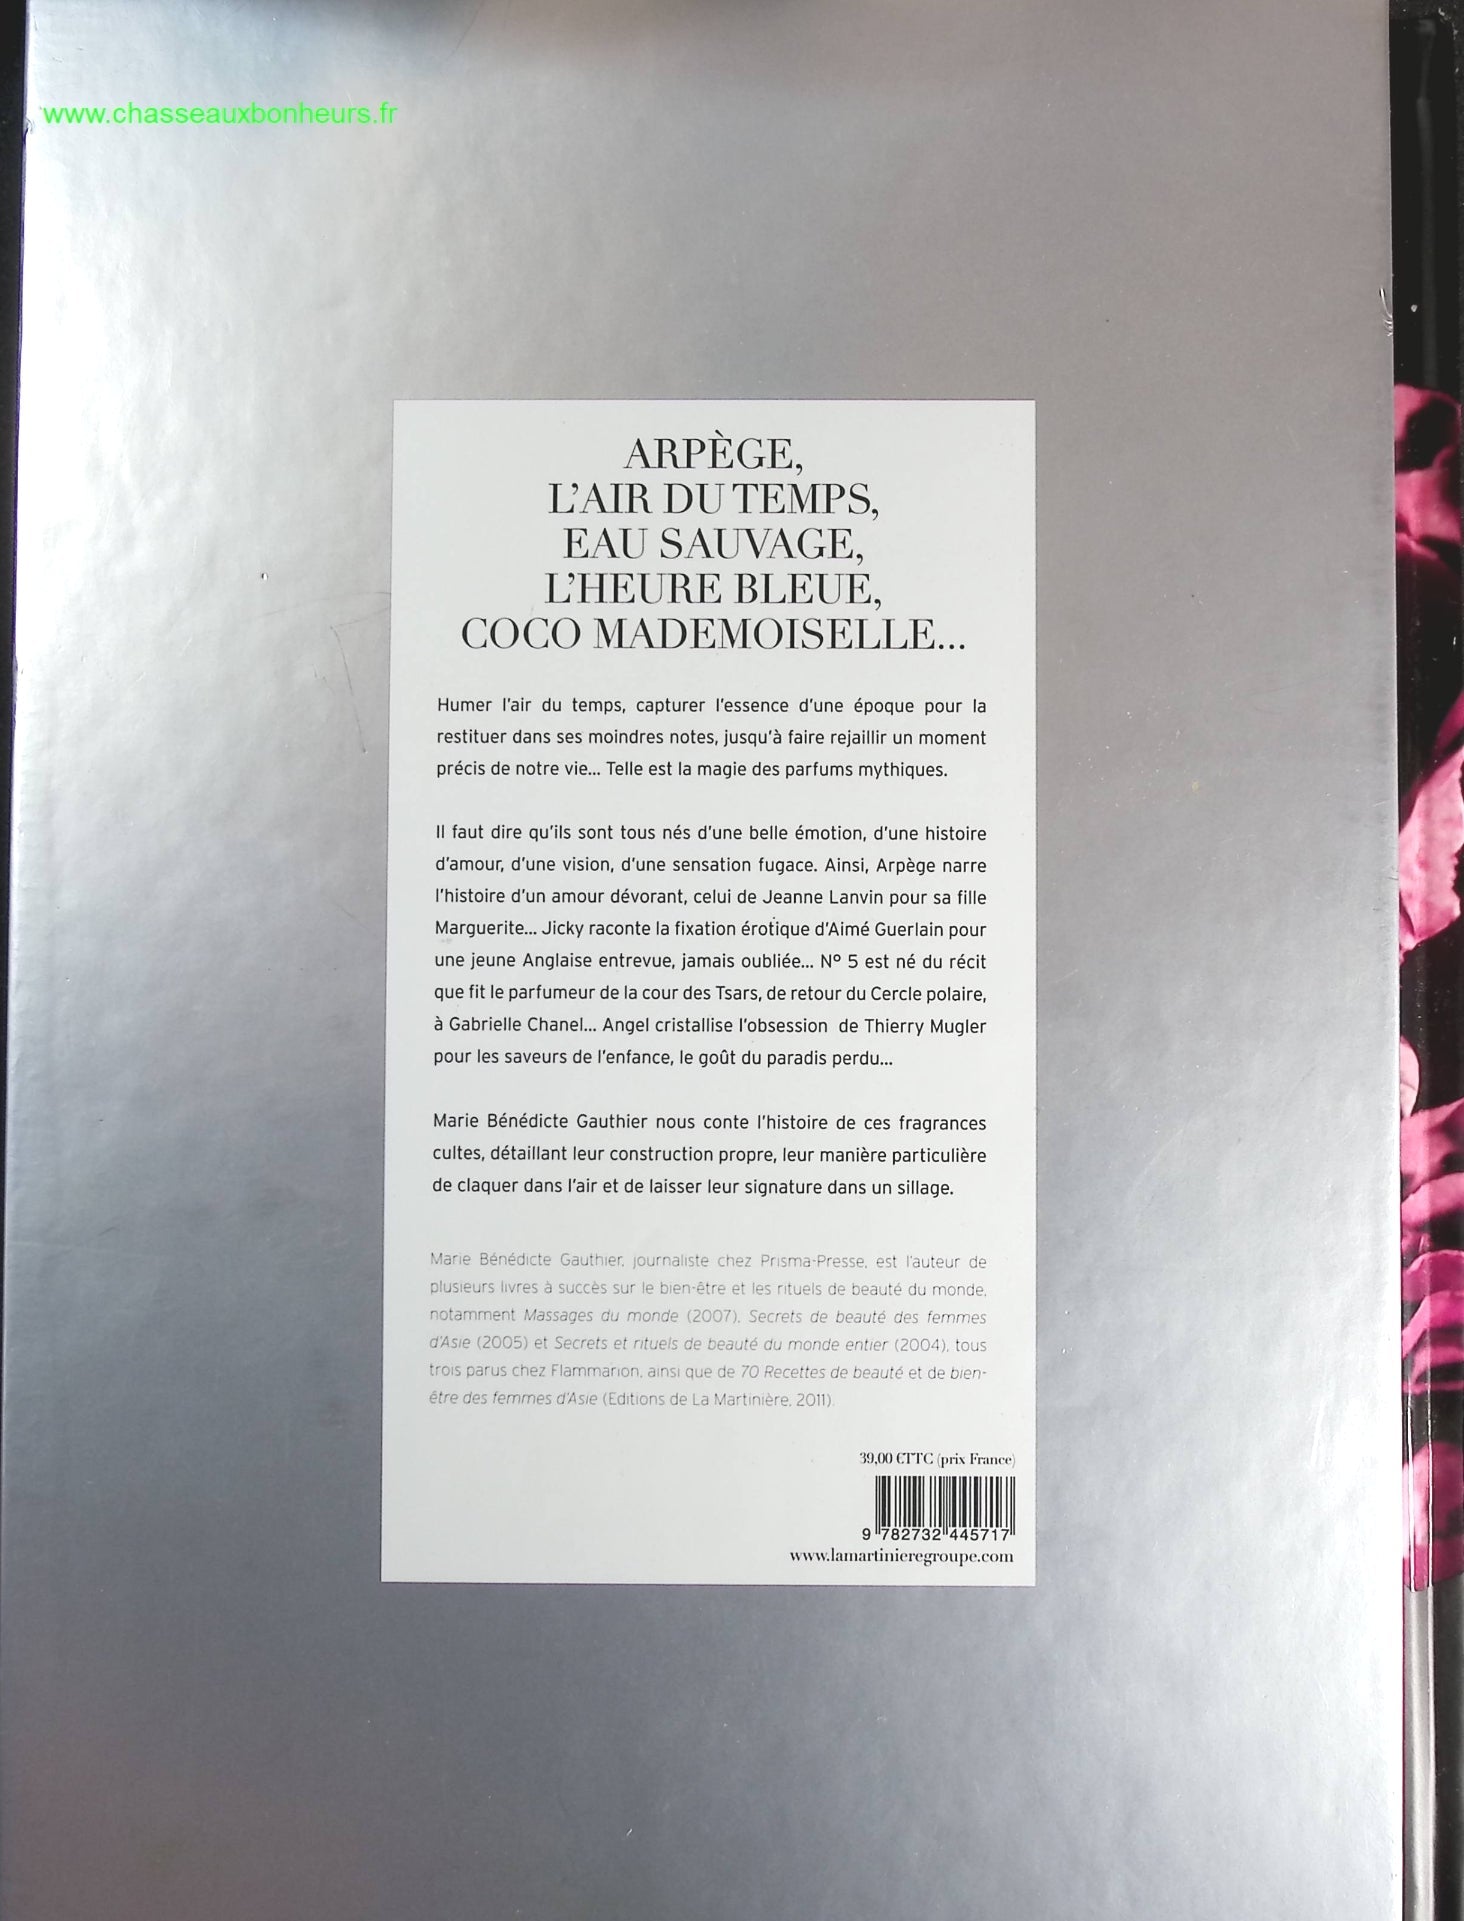 www.chasseauxbonheurs.fr
ARPÈGE,
L'AIR DU TEMPS,
EAU SAUVAGE,
L'HEURE BLEUE,
COCO MADEMOISELLE...
Humer l'air du temps, capturer l'essence d'une époque pour la
restituer dans ses moindres notes, jusqu'à faire rejaillir un moment
précis de notre vie... Telle est la magie des parfums mythiques.
Il faut dire qu'ils sont tous nés d'une belle émotion, d'une histoire
d'amour, d'une vision, d'une sensation fugace. Ainsi, Arpège narre
l'histoire d'un amour dévorant, celui de Jeanne Lanvin pour sa fille
Marguerite... Jicky raconte la fixation érotique d'Aimé Guerlain pour
une jeune Anglaise entrevue, jamais oubliée... N° 5 est né du récit
que fit le parfumeur de la cour des Tsars, de retour du Cercle polaire,
à Gabrielle Chanel... Angel cristallise l'obsession de Thierry Mugler
pour les saveurs de l'enfance, le goût du paradis perdu...
Marie Bénédicte Gauthier nous conte l'histoire de ces fragrances
cultes, détaillant leur construction propre, leur manière particulière
de claquer dans l'air et de laisser leur signature dans un sillage.
Marie Bénédicte Gauthier, journaliste chez Prisma-Presse, est l'auteur de
plusieurs livres à succès sur le bien-être et les rituels de beauté du monde,
notamment Massages du monde (2007), Secrets de beauté des femmes
d'Asie (2005) et Secrets et rituels de beauté du monde entier (2004), tous
trois parus chez Flammarion, ainsi que de 70 Recettes de beauté et de bien-
être des femmes d'Asie (Editions de La Martinière, 2011).
39,00 €TTC (prix France)
9 782732 445717
www.lamartinieregroupe.com